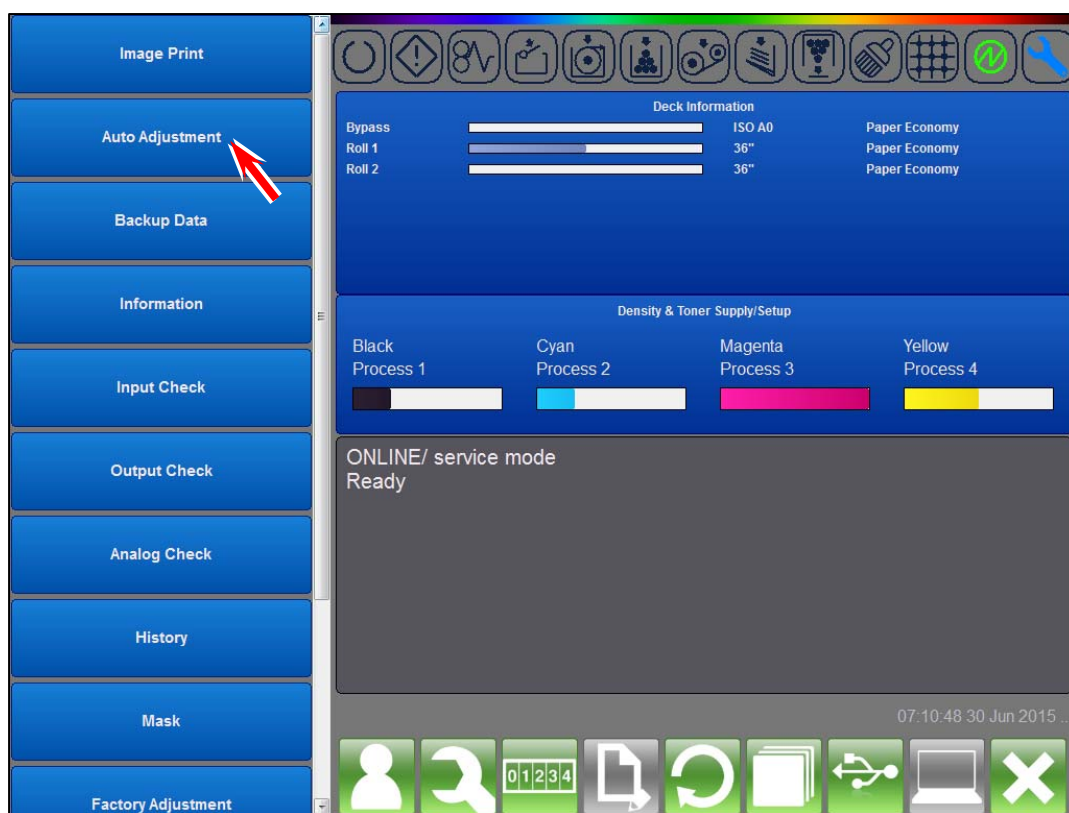 Image Print
Auto Adjustment
Backup Data
Information
Input Check
Output Check
Analog Check
History
Mask
Factory Adjustment
Deck Information
Bypass ISO A0 Paper Economy
Roll 1 36" Paper Economy
Roll 2 36" Paper Economy
Density & Toner Supply/Setup
Black Cyan Magenta Yellow
Process 1 Process 2 Process 3 Process 4
ONLINE/ service mode
Ready
07:10:48 30 Jun 2015 ..
01234